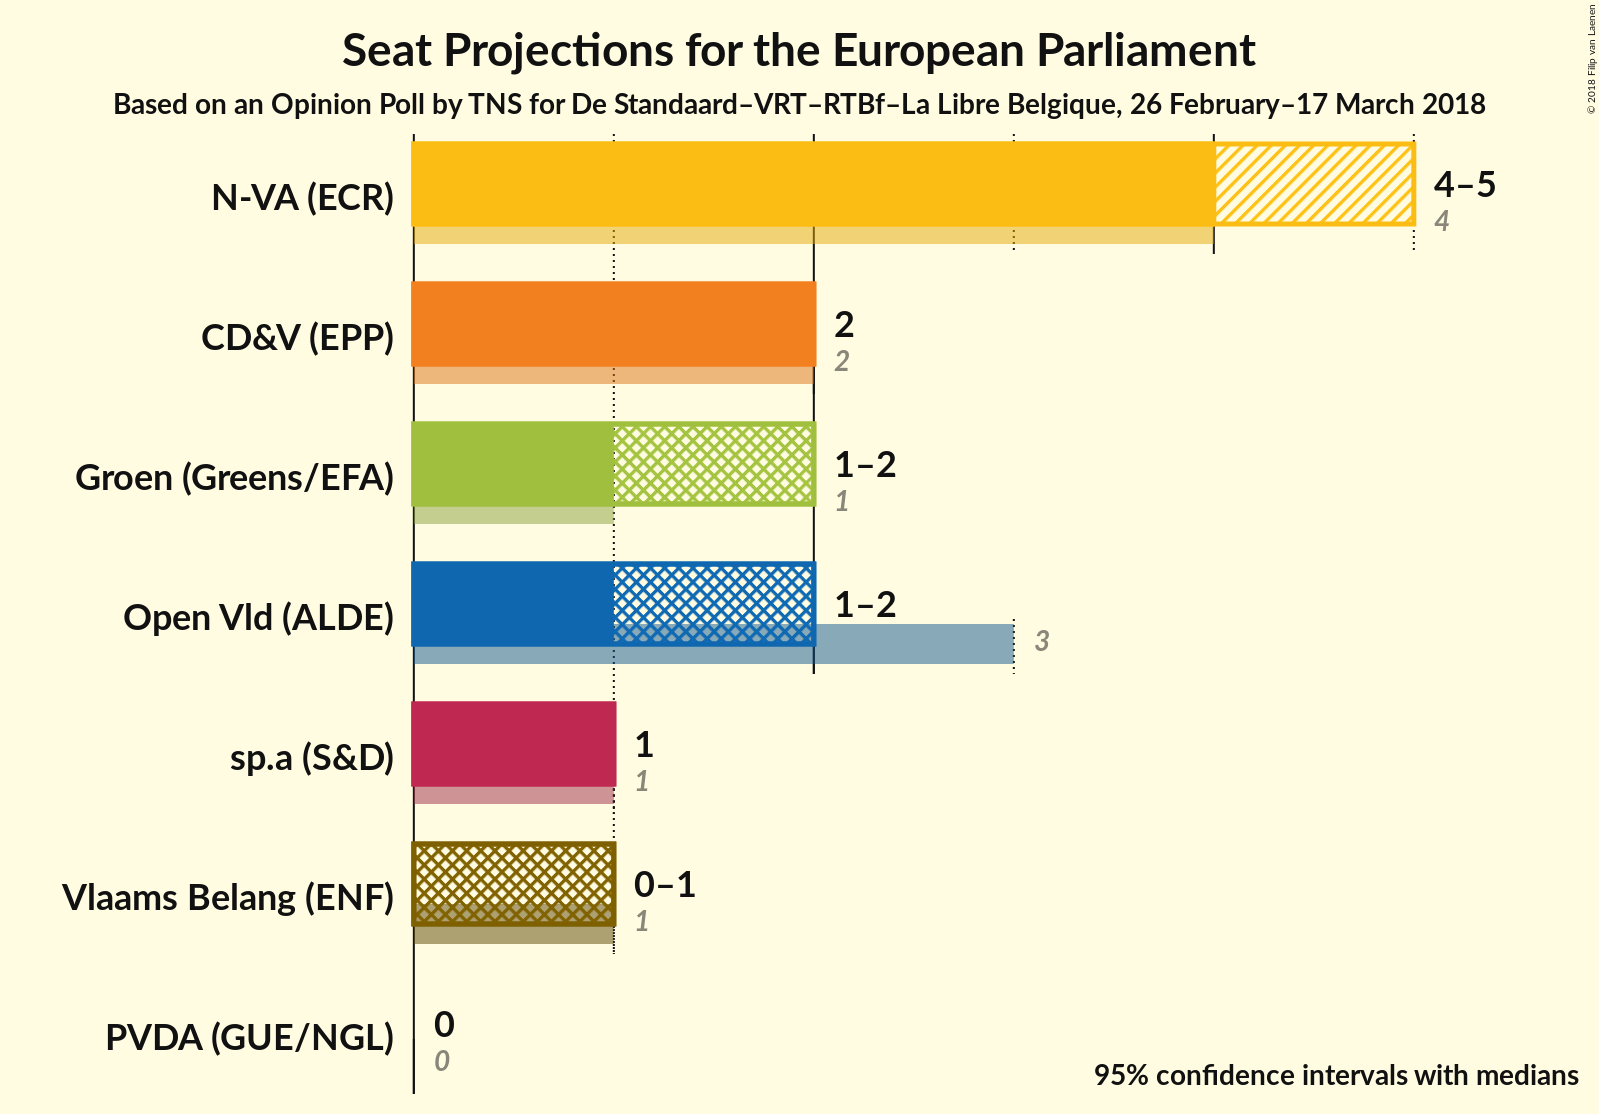 Seat Projections for the European Parliament
Based on an Opinion Poll by TNS for De Standaard–VRT–RTBf–La Libre Belgique, 26 February–17 March 2018
© 2018 Filip van Laenen
N-VA (ECR)
4–5
4
CD&V (EPP)
2
2
Groen (Greens/EFA)
1–2
1
Open Vld (ALDE)
1–2
3
sp.a (S&D)
1
1
Vlaams Belang (ENF)
0–1
1
PVDA (GUE/NGL)
0
0
95% confidence intervals with medians